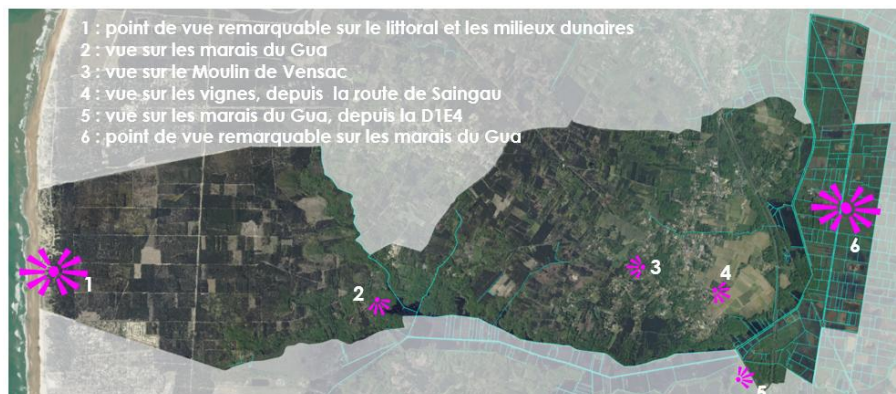 1 : point de vue remarquable sur le littoral et les milieux dunaires
2 : vue sur les marais du Gua
3 : vue sur le Moulin de Vensac
4 : vue sur les vignes, depuis  la route de Saingau
5 : vue sur les marais du Gua, depuis la D1E4
6 : point de vue remarquable sur les marais du Gua
1
2
3
4
5
6